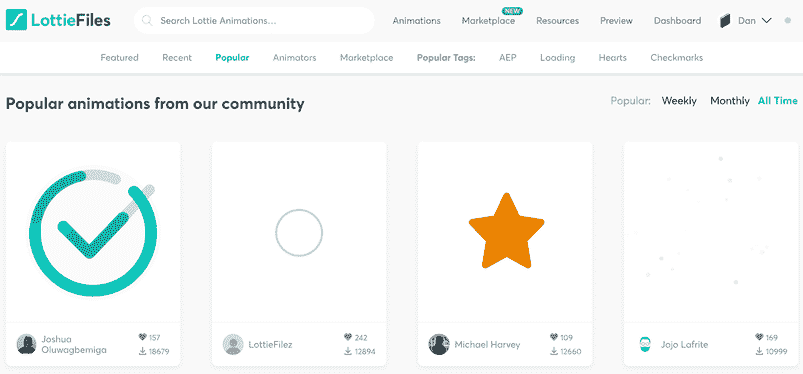 LottieFiles
Search Lottie Animations...
Animations
Marketplace
NEW
Resources
Preview
Dashboard
Dan
Featured
Recent
Popular
Animators
Marketplace
Popular Tags:
AEP
Loading
Hearts
Checkmarks
Popular animations from our community
Popular:
Weekly
Monthly
All Time
Joshua
Oluwagbemiga
157
18679
LottieFilez
242
12894
Michael Harvey
109
12660
Jojo Lafrite
169
10999